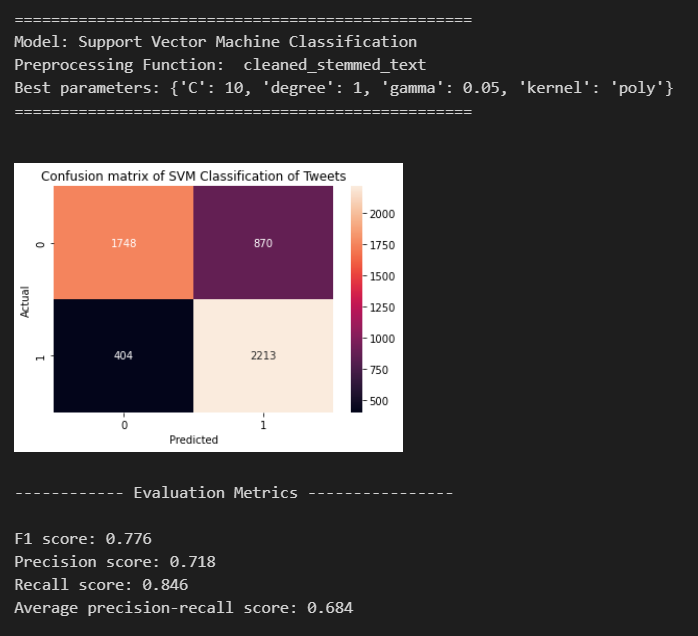 ==================================================
Model: Support Vector Machine Classification
Preprocessing Function:  cleaned_stemmed_text
Best parameters: {'C': 10, 'degree': 1, 'gamma': 0.05, 'kernel': 'poly'}
==================================================
Confusion matrix of SVM Classification of Tweets
Actual
0
1748
870
1
404
2213
0
1
Predicted
2000
1750
1500
1250
1000
750
500
------------ Evaluation Metrics ----------------
F1 score: 0.776
Precision score: 0.718
Recall score: 0.846
Average precision-recall score: 0.684